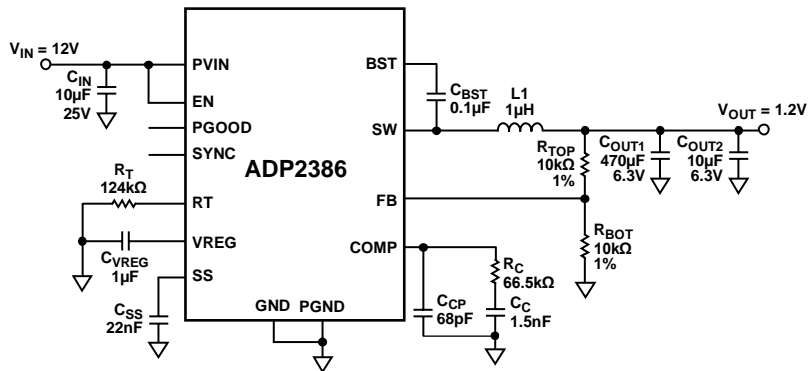 V_IN = 12V
C_IN
10µF
25V
PVIN
EN
PGOOD
SYNC
R_T
124kΩ
RT
C_VREG
1µF
VREG
SS
C_SS
22nF
ADP2386
GND
PGND
BST
C_BST
0.1µF
SW
L1
1µH
V_OUT = 1.2V
R_TOP
10kΩ
1%
C_OUT1
470µF
6.3V
C_OUT2
10µF
6.3V
FB
R_BOT
10kΩ
1%
COMP
R_C
66.5kΩ
C_CP
68pF
C_C
1.5nF